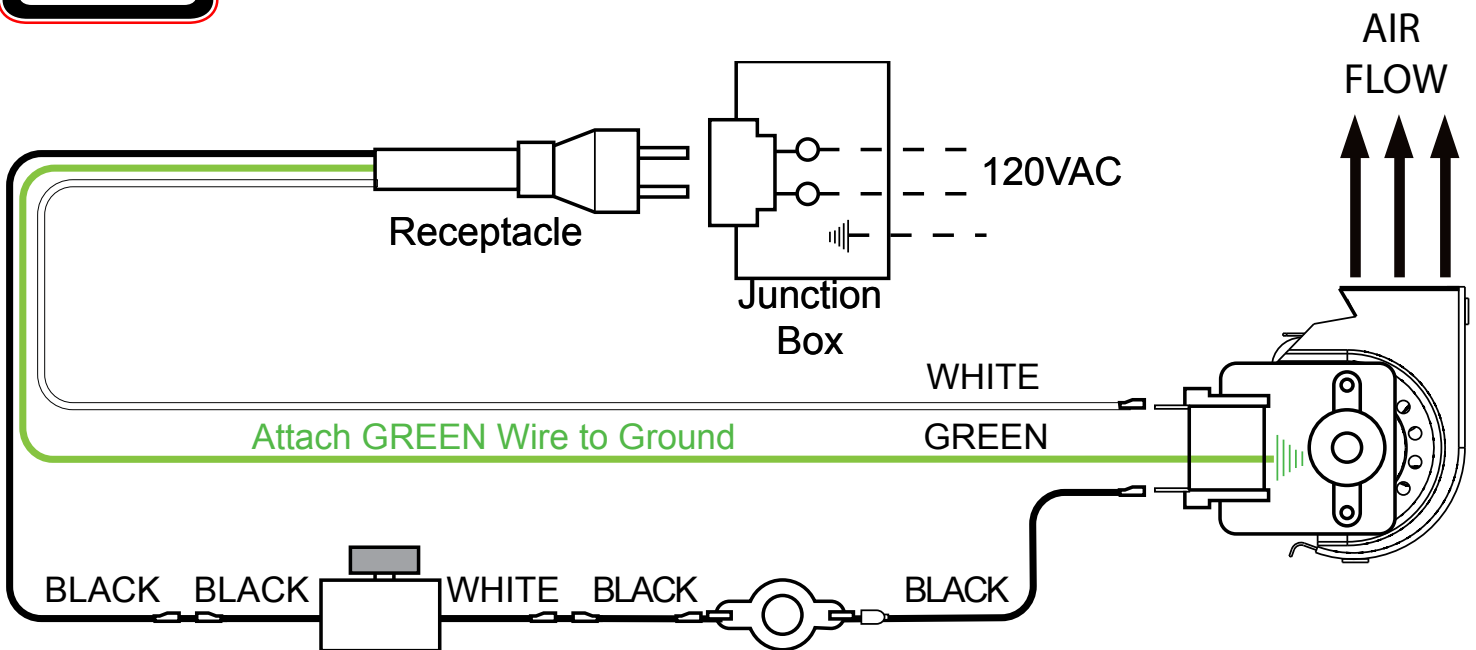 AIR
FLOW
120VAC
Receptacle
Junction
Box
WHITE
Attach GREEN Wire to Ground
GREEN
BLACK
BLACK
WHITE
BLACK
BLACK